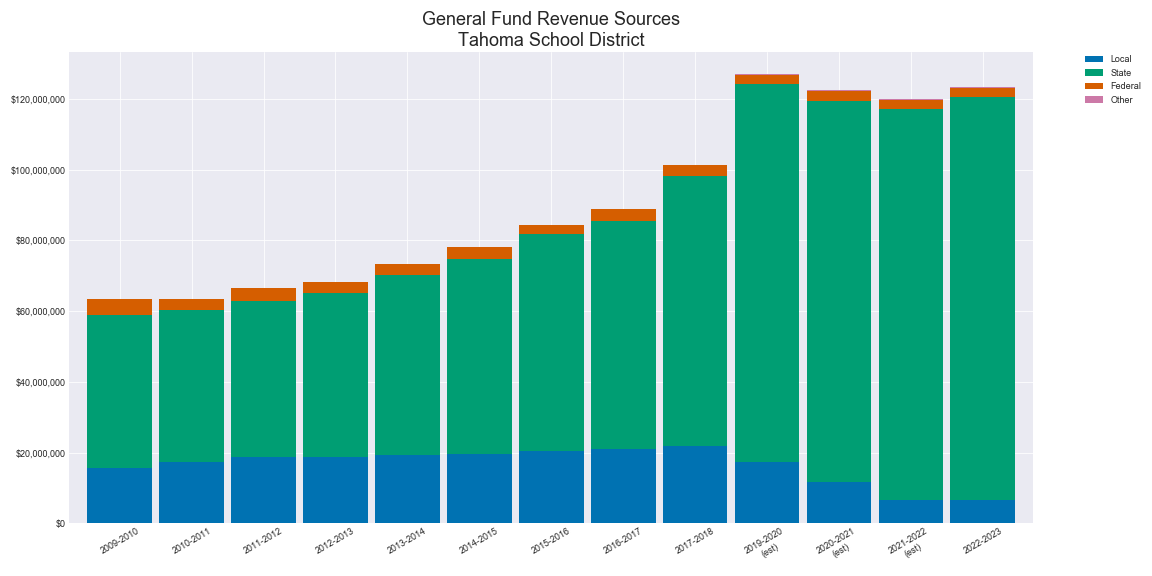 General Fund Revenue Sources
Tahoma School District
Local
State
Federal
Other
$120,000,000
$100,000,000
$80,000,000
$60,000,000
$40,000,000
$20,000,000
$0
2009-2010
2010-2011
2011-2012
2012-2013
2013-2014
2014-2015
2015-2016
2016-2017
2017-2018
2019-2020
(est)
2020-2021
(est)
2021-2022
(est)
2022-2023